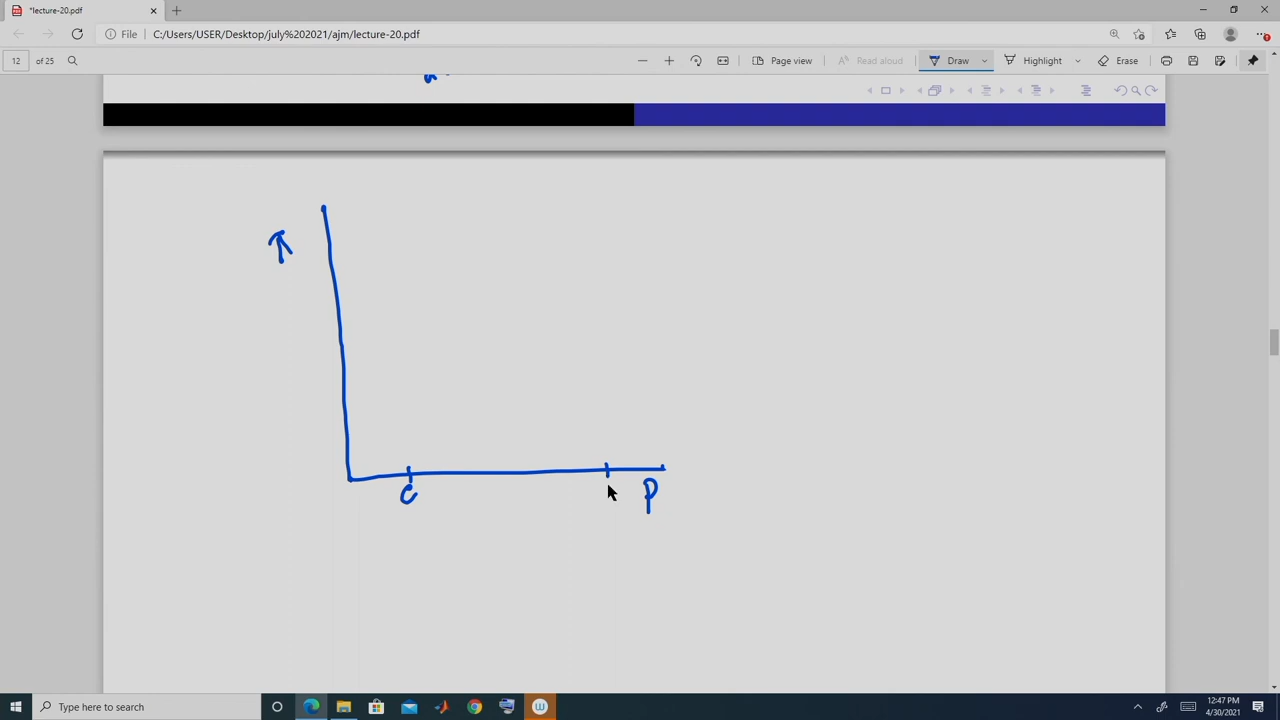 *lecture-20.pdf
File C:/Users/USER/Desktop/july%202021/ajm/lecture-20.pdf
12 of 25 Page view Read aloud Draw Highlight Erase
c P
Type here to search
12:47 PM
4/30/2021